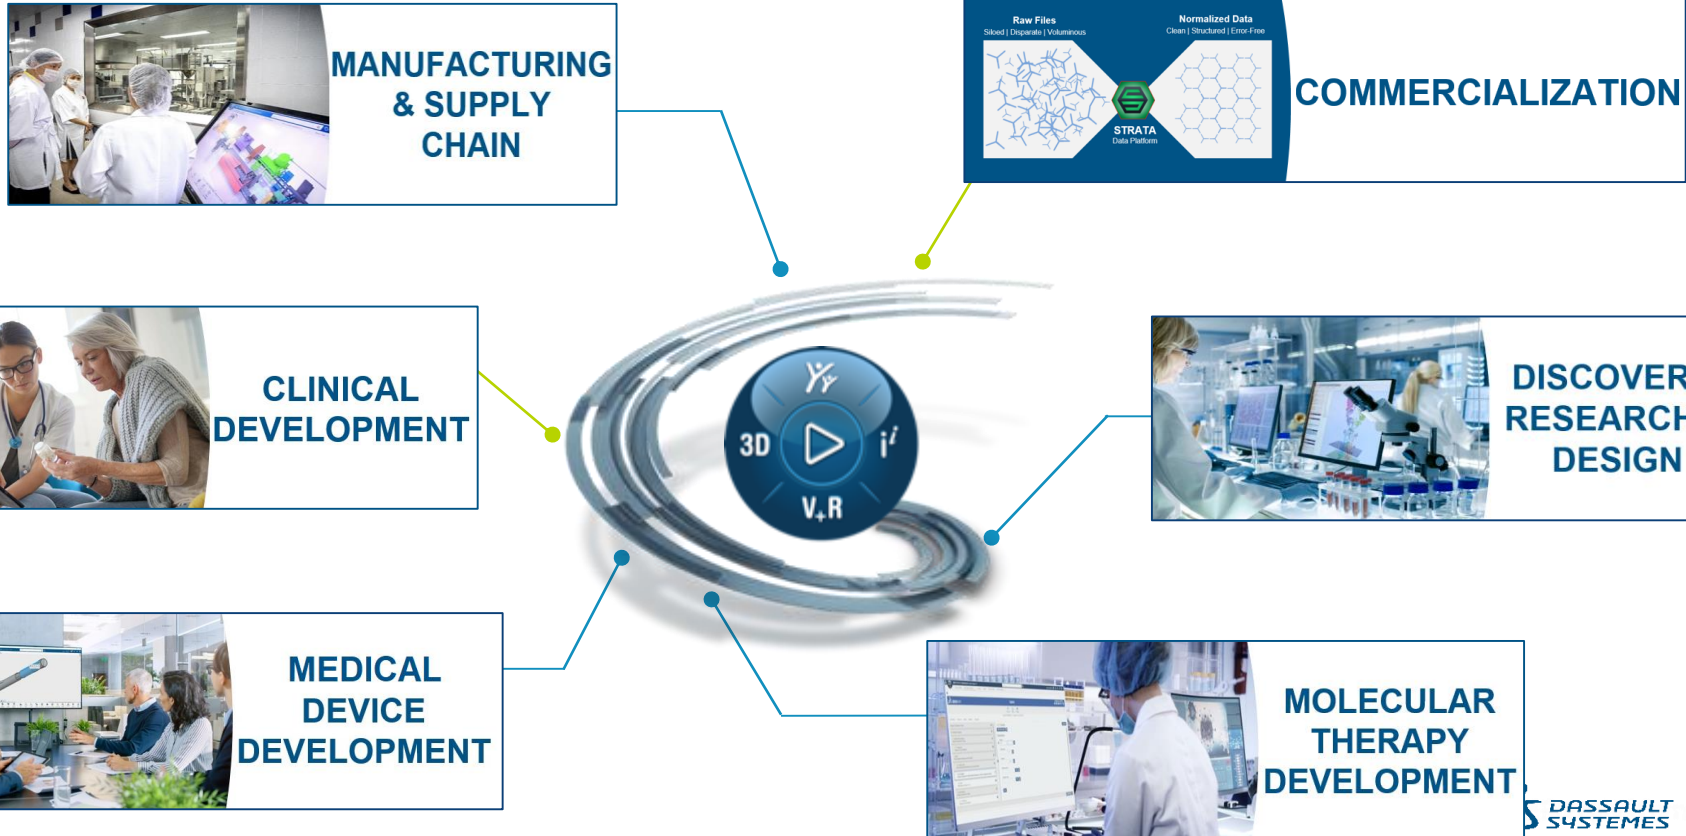 MANUFACTURING
& SUPPLY
CHAIN
Raw Files
Siloed | Disparate | Voluminous
Normalized Data
Clean | Structured | Error-Free
STRATA
Data Platform
COMMERCIALIZATION
CLINICAL
DEVELOPMENT
3D
V+R
DISCOVER
RESEARCH
DESIGN
MEDICAL
DEVICE
DEVELOPMENT
MOLECULAR
THERAPY
DEVELOPMENT
DASSAULT
SYSTEMES